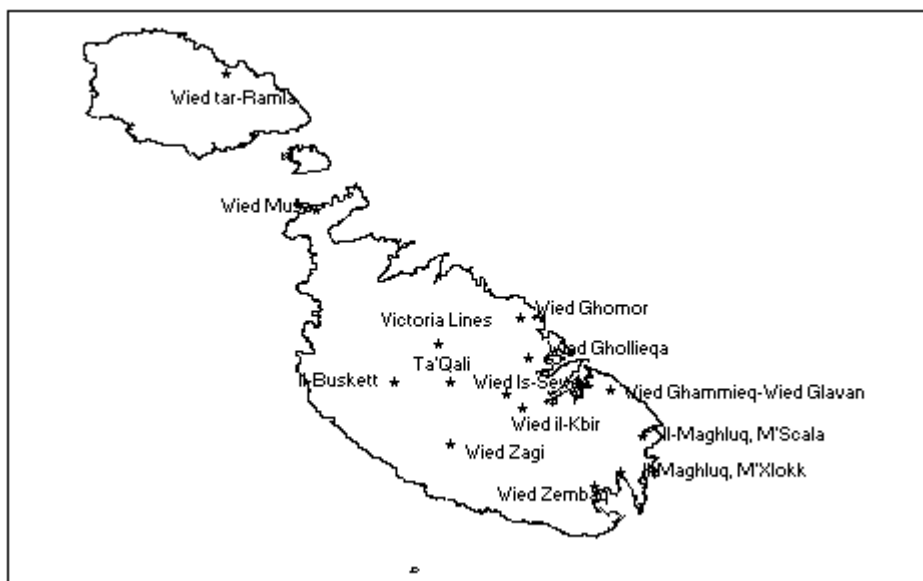 Wied tar-Ramla
Wied Musa
Wied Ghomor
Victoria Lines
Wied Ghollieqa
Ta'Qali
Il-Buskett
Wied Is-Sewda
Wied Ghammieq-Wied Glavan
Wied il-Kbir
Il-Maghluq, M'Scala
Wied Zagi
Il-Maghluq, M'Xlokk
Wied Zembaq